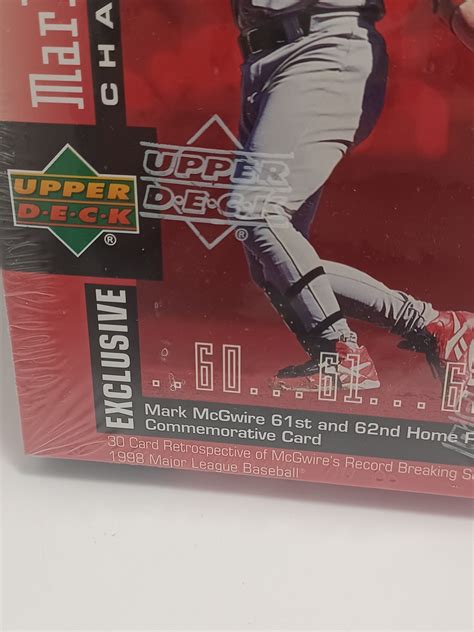 Mar
CHA
UPPER
D·E·C·K
®
UPPER
D·E·C·K
®
EXCLUSIVE
..60...61...6
Mark McGwire 61st and 62nd Home
Commemorative Card
30 Card Retrospective of McGwire's Record Breaking
1998 Major League Baseball®